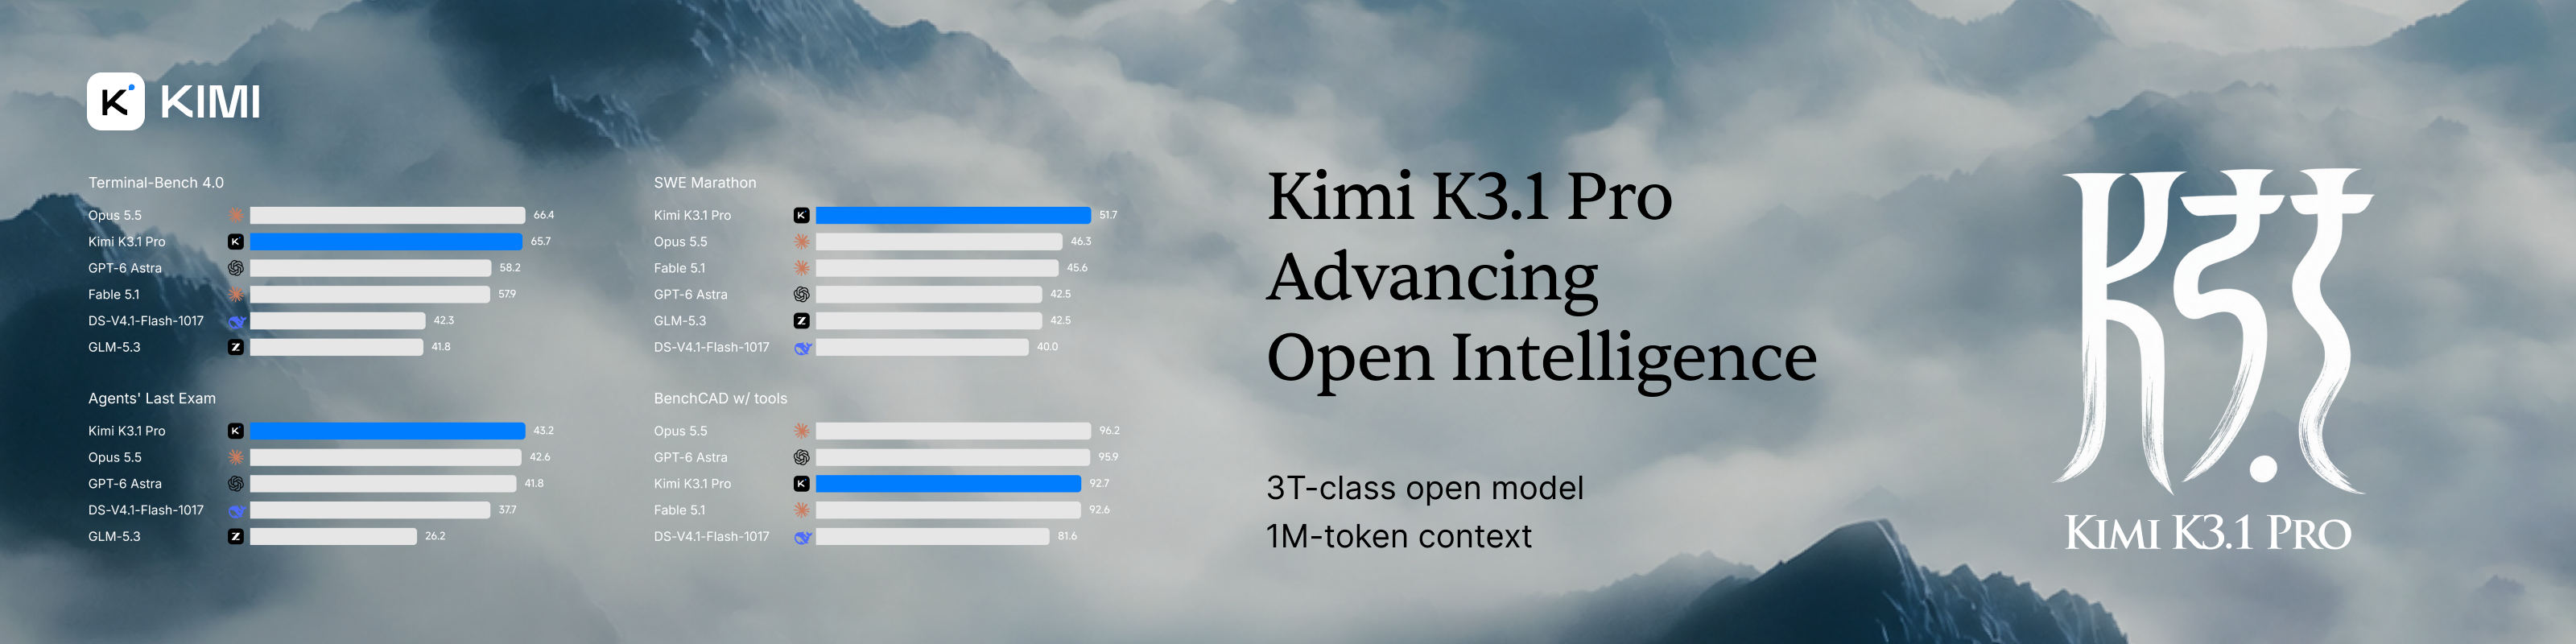 KIMI
Terminal-Bench 4.0
Opus 5.5 66.4
Kimi K3.1 Pro 65.7
GPT-6 Astra 58.2
Fable 5.1 57.9
DS-V4.1-Flash-1017 42.3
GLM-5.3 41.8
SWE Marathon
Kimi K3.1 Pro 51.7
Opus 5.5 46.3
Fable 5.1 45.6
GPT-6 Astra 42.5
GLM-5.3 42.5
DS-V4.1-Flash-1017 40.0
Agents' Last Exam
Kimi K3.1 Pro 43.2
Opus 5.5 42.6
GPT-6 Astra 41.8
DS-V4.1-Flash-1017 37.7
GLM-5.3 26.2
BenchCAD w/ tools
Opus 5.5 96.2
GPT-6 Astra 95.9
Kimi K3.1 Pro 92.7
Fable 5.1 92.6
DS-V4.1-Flash-1017 81.6
Kimi K3.1 Pro
Advancing
Open Intelligence
3T-class open model
1M-token context
K3.1
KIMI K3.1 PRO